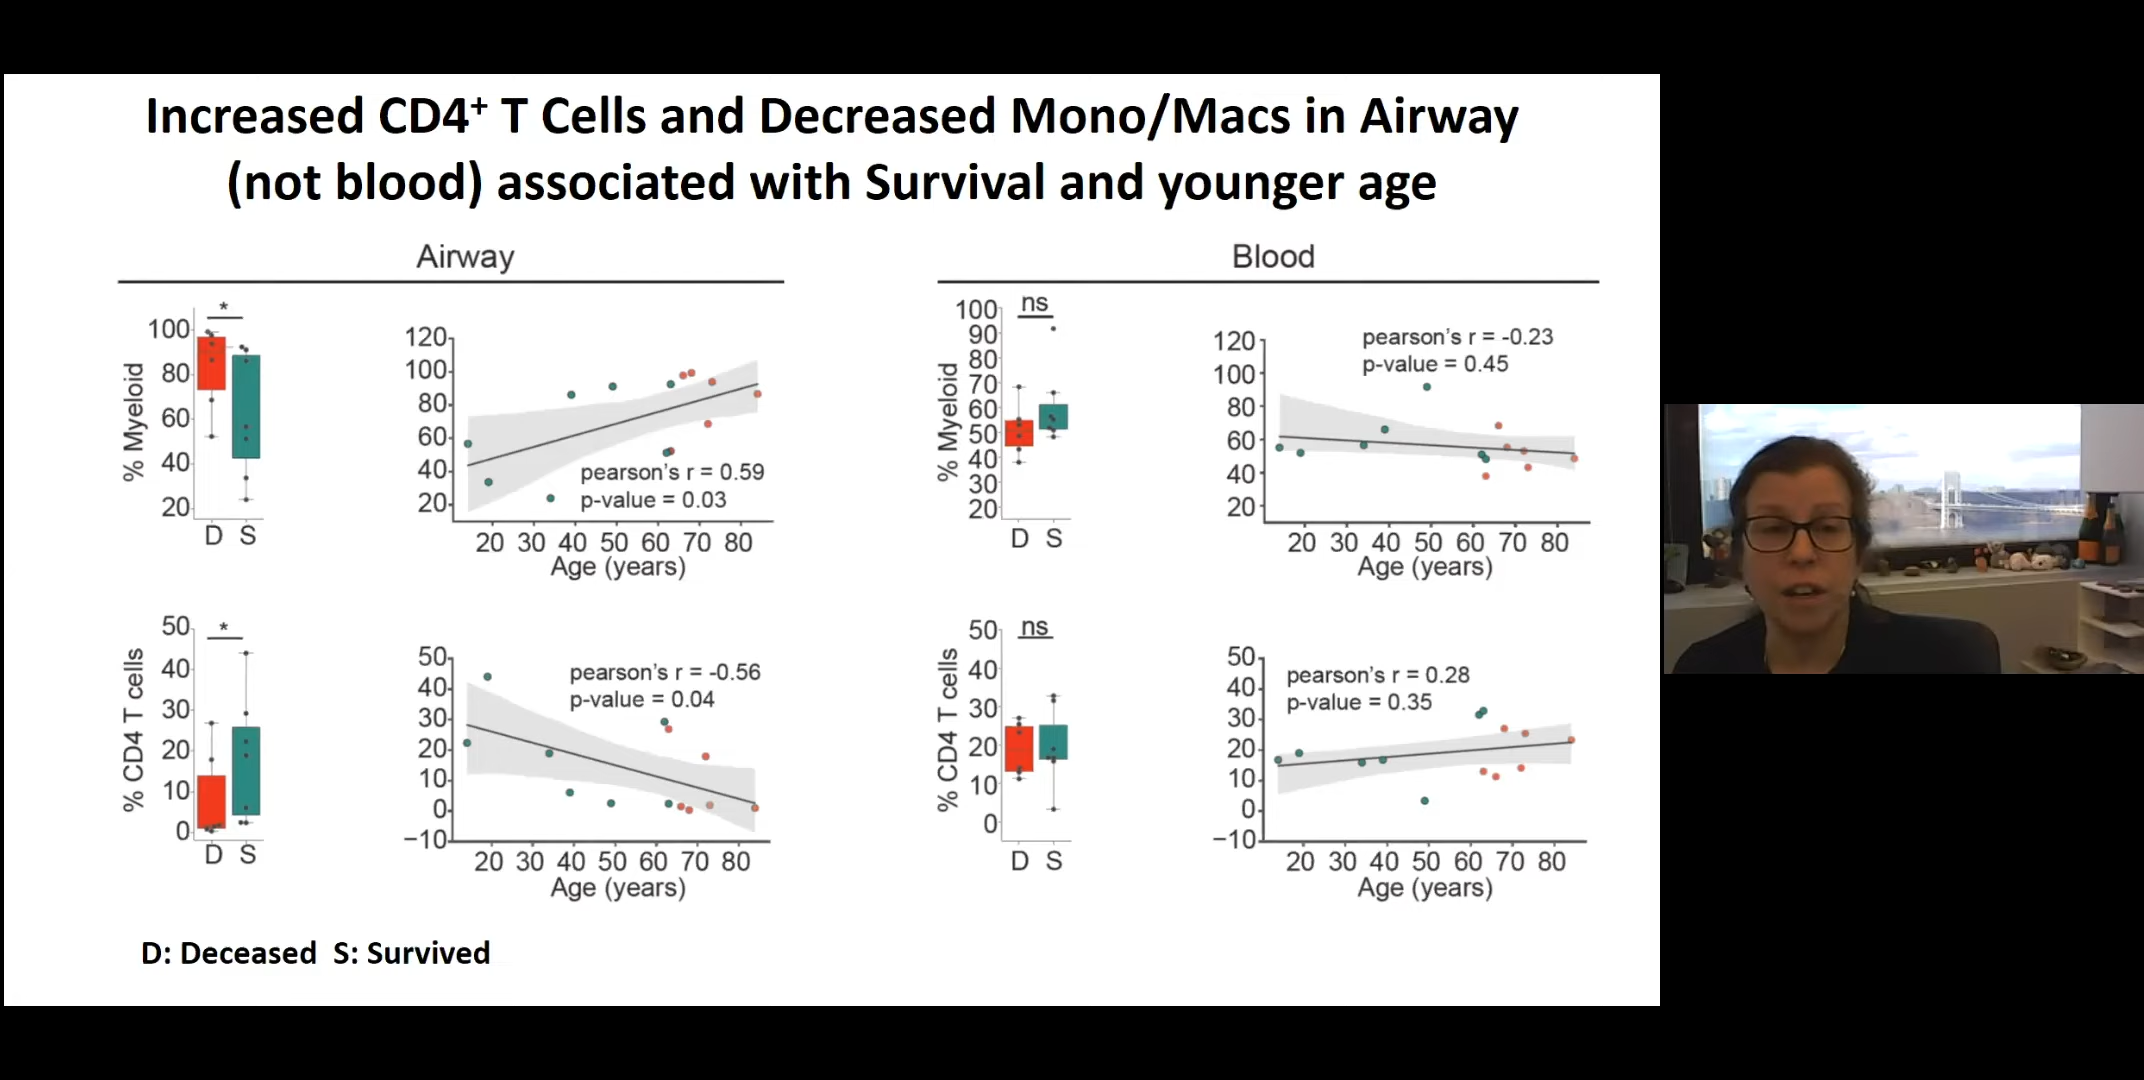 Increased CD4⁺ T Cells and Decreased Mono/Macs in Airway
(not blood) associated with Survival and younger age
Airway
% Myeloid
100
80
60
40
20
*
D S
120
100
80
60
40
20
pearson's r = 0.59
p-value = 0.03
20 30 40 50 60 70 80
Age (years)
% CD4 T cells
50
40
30
20
10
0
*
D S
50
40
30
20
10
0
−10
pearson's r = -0.56
p-value = 0.04
20 30 40 50 60 70 80
Age (years)
Blood
% Myeloid
100
90
80
70
60
50
40
30
20
ns
D S
120
100
80
60
40
20
pearson's r = -0.23
p-value = 0.45
20 30 40 50 60 70 80
Age (years)
% CD4 T cells
50
40
30
20
10
0
ns
D S
50
40
30
20
10
0
−10
pearson's r = 0.28
p-value = 0.35
20 30 40 50 60 70 80
Age (years)
D: Deceased S: Survived